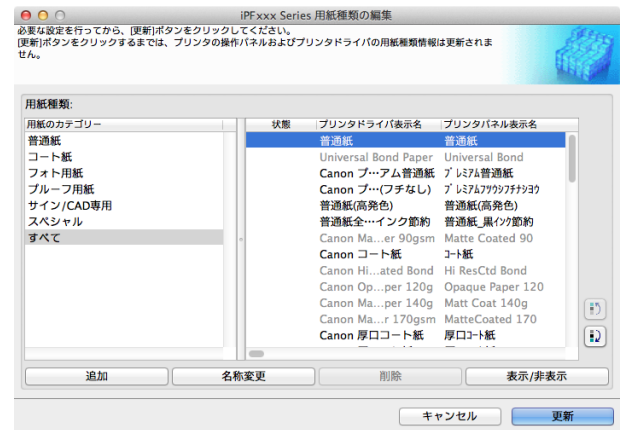 iPFxxx Series 用紙種類の編集
必要な設定を行ってから、[更新]ボタンをクリックしてください。
[更新]ボタンをクリックするまでは、プリンタの操作パネルおよびプリンタドライバの用紙種類情報は更新されま
せん。
用紙種類:
用紙のカテゴリー 状態 プリンタドライバ表示名 プリンタパネル表示名
普通紙 普通紙 普通紙
コート紙 Universal Bond Paper Universal Bond
フォト用紙 Canon プ…アム普通紙 プレミアム普通紙
プルーフ用紙 Canon プ…(フチなし) プレミアムフツウシフチナショウ
サイン/CAD専用 普通紙(高発色) 普通紙(高発色)
スペシャル 普通紙全…インク節約 普通紙_黒インク節約
すべて Canon Ma…er 90gsm Matte Coated 90
Canon コート紙 コート紙
Canon Hi…ated Bond Hi ResCtd Bond
Canon Op…per 120g Opaque Paper 120
Canon Ma…per 140g Matt Coat 140g
Canon Ma…r 170gsm MatteCoated 170
Canon 厚口コート紙 厚口コート紙
追加 名称変更 削除 表示/非表示
キャンセル 更新